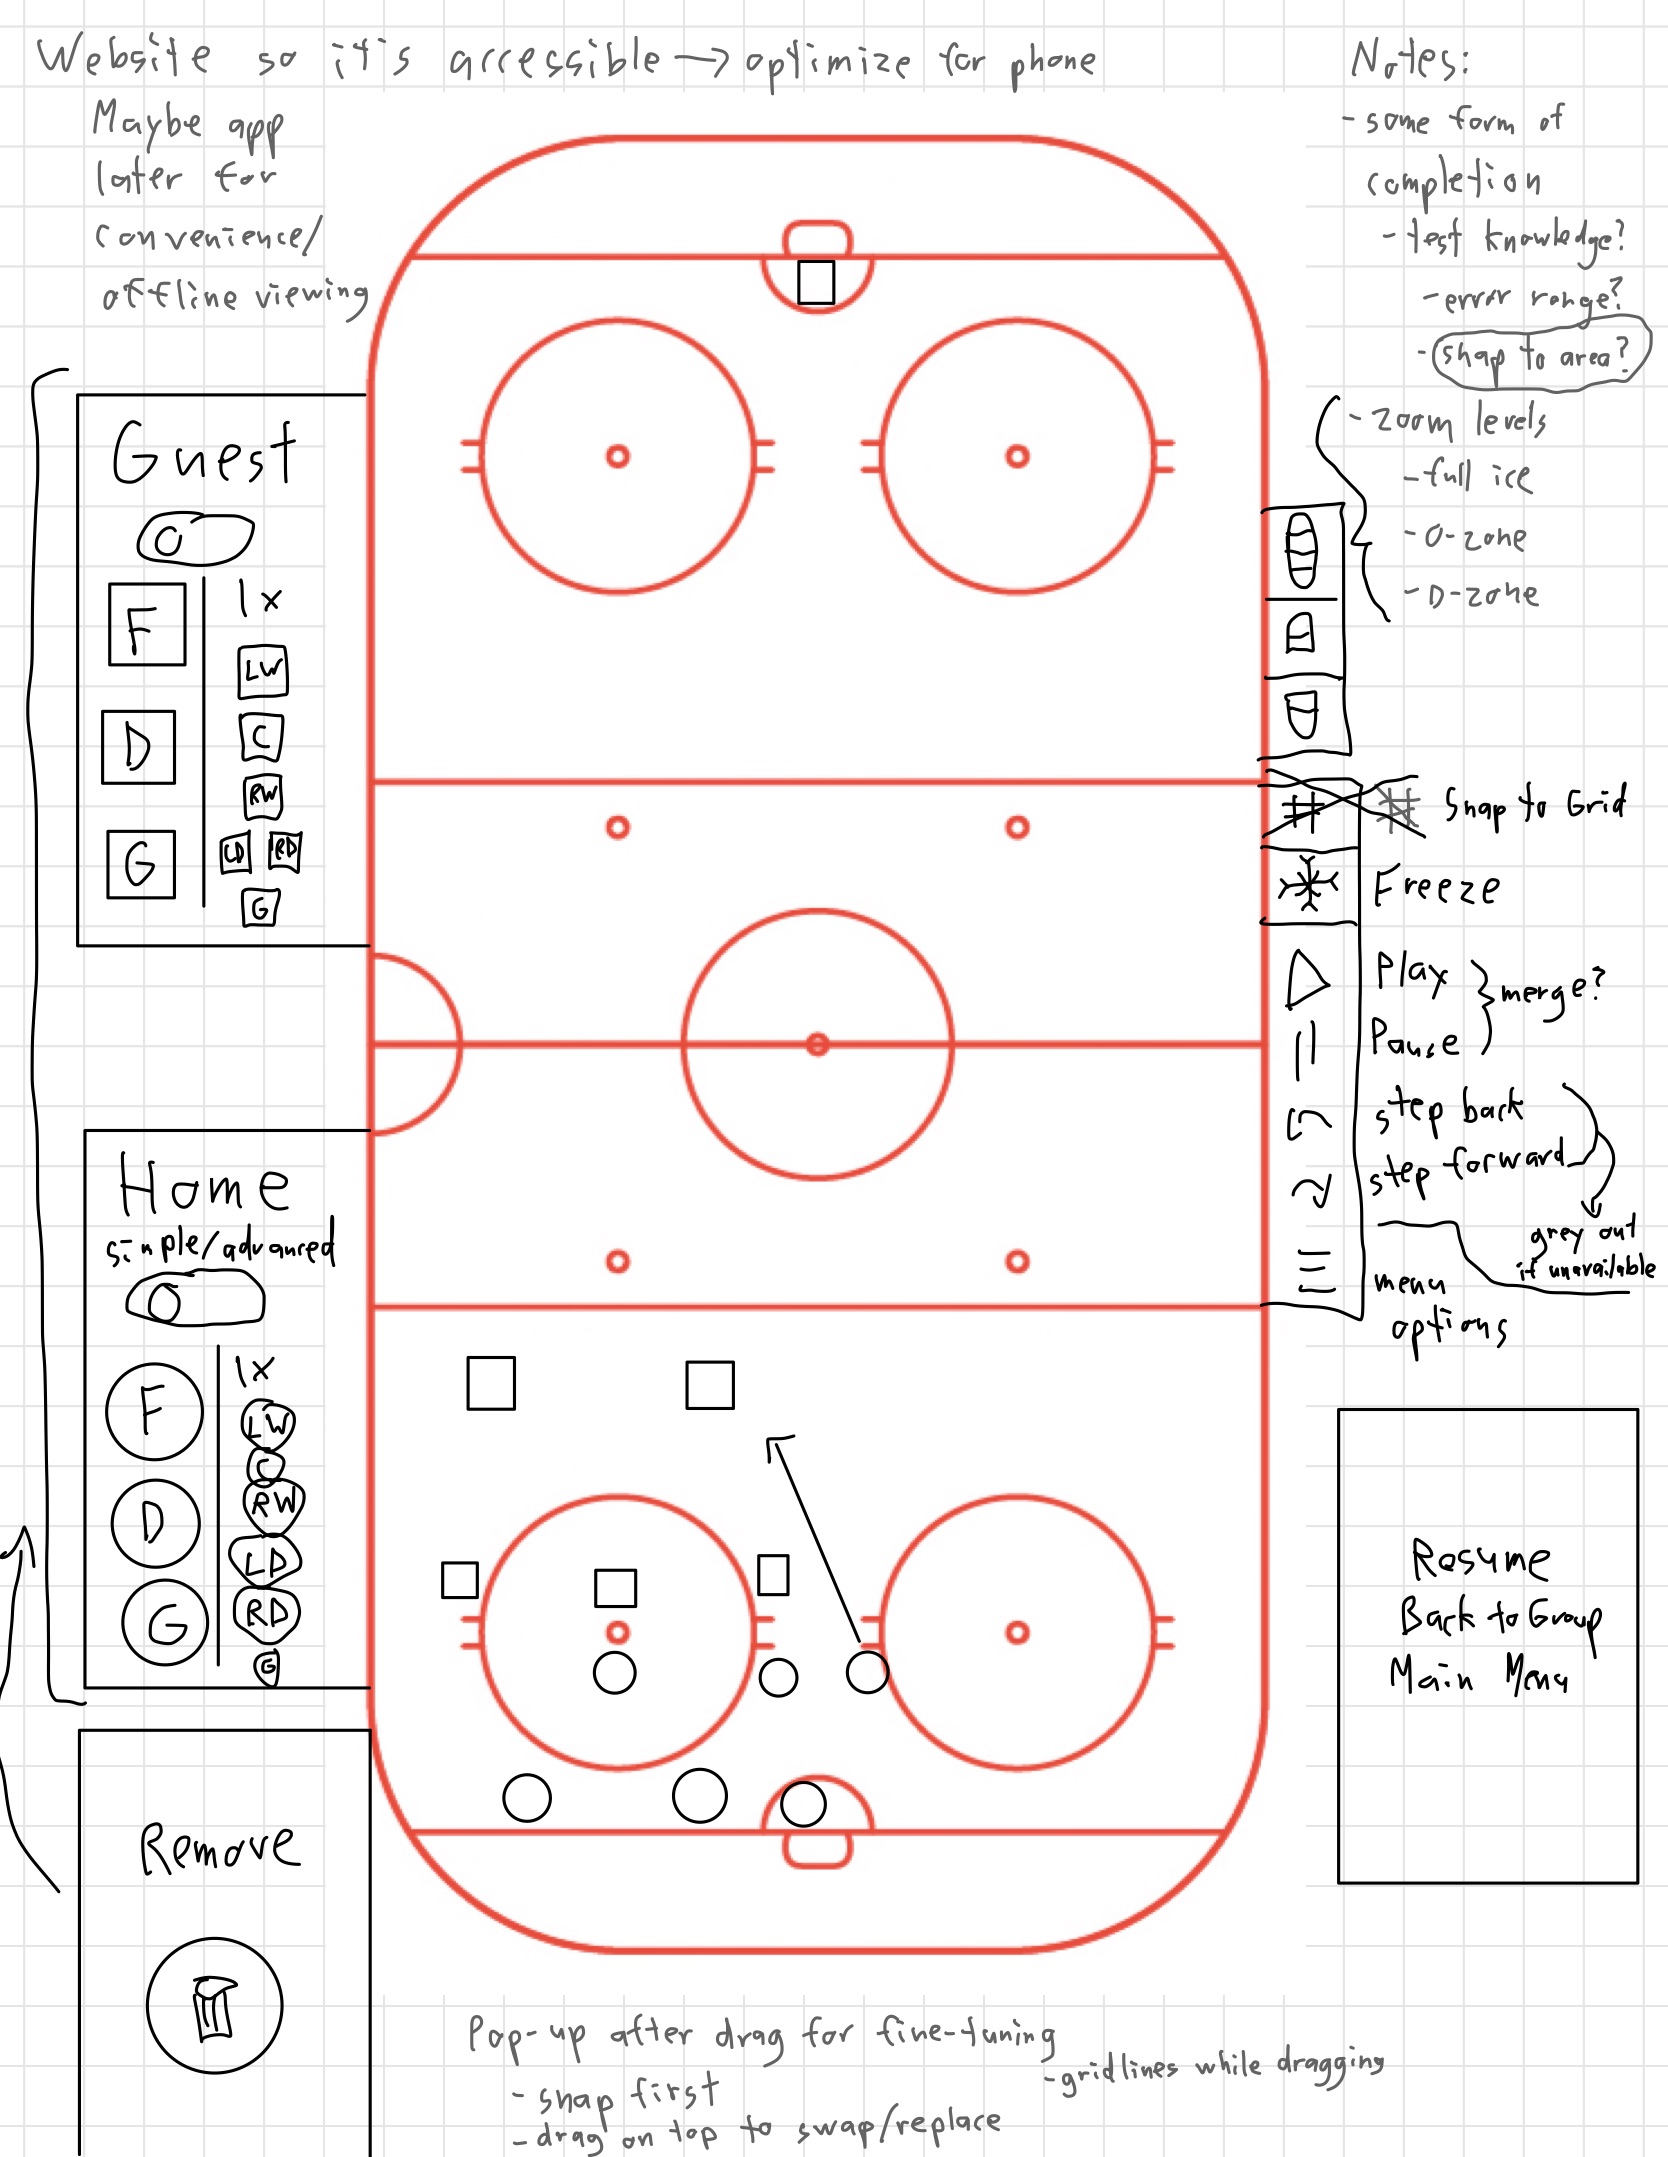 Website so it's accessible → optimize for phone
Maybe app
later for
convenience/
offline viewing
Notes:
- some form of
completion
- test knowledge?
- error range?
- snap to area?
- zoom levels
- full ice
- O-zone
- D-zone
Guest
F
D
G
1x
LW
C
RW
LD RD
G
# Snap to Grid
Freeze
Play
Pause
merge?
step back
step forward
grey out
if unavailable
menu
options
Home
simple/advanced
F
D
G
1x
LW
C
RW
LD
RD
G
Resume
Back to Group
Main Menu
Remove
Pop-up after drag for fine-tuning
- snap first
- drag on top to swap/replace
- gridlines while dragging